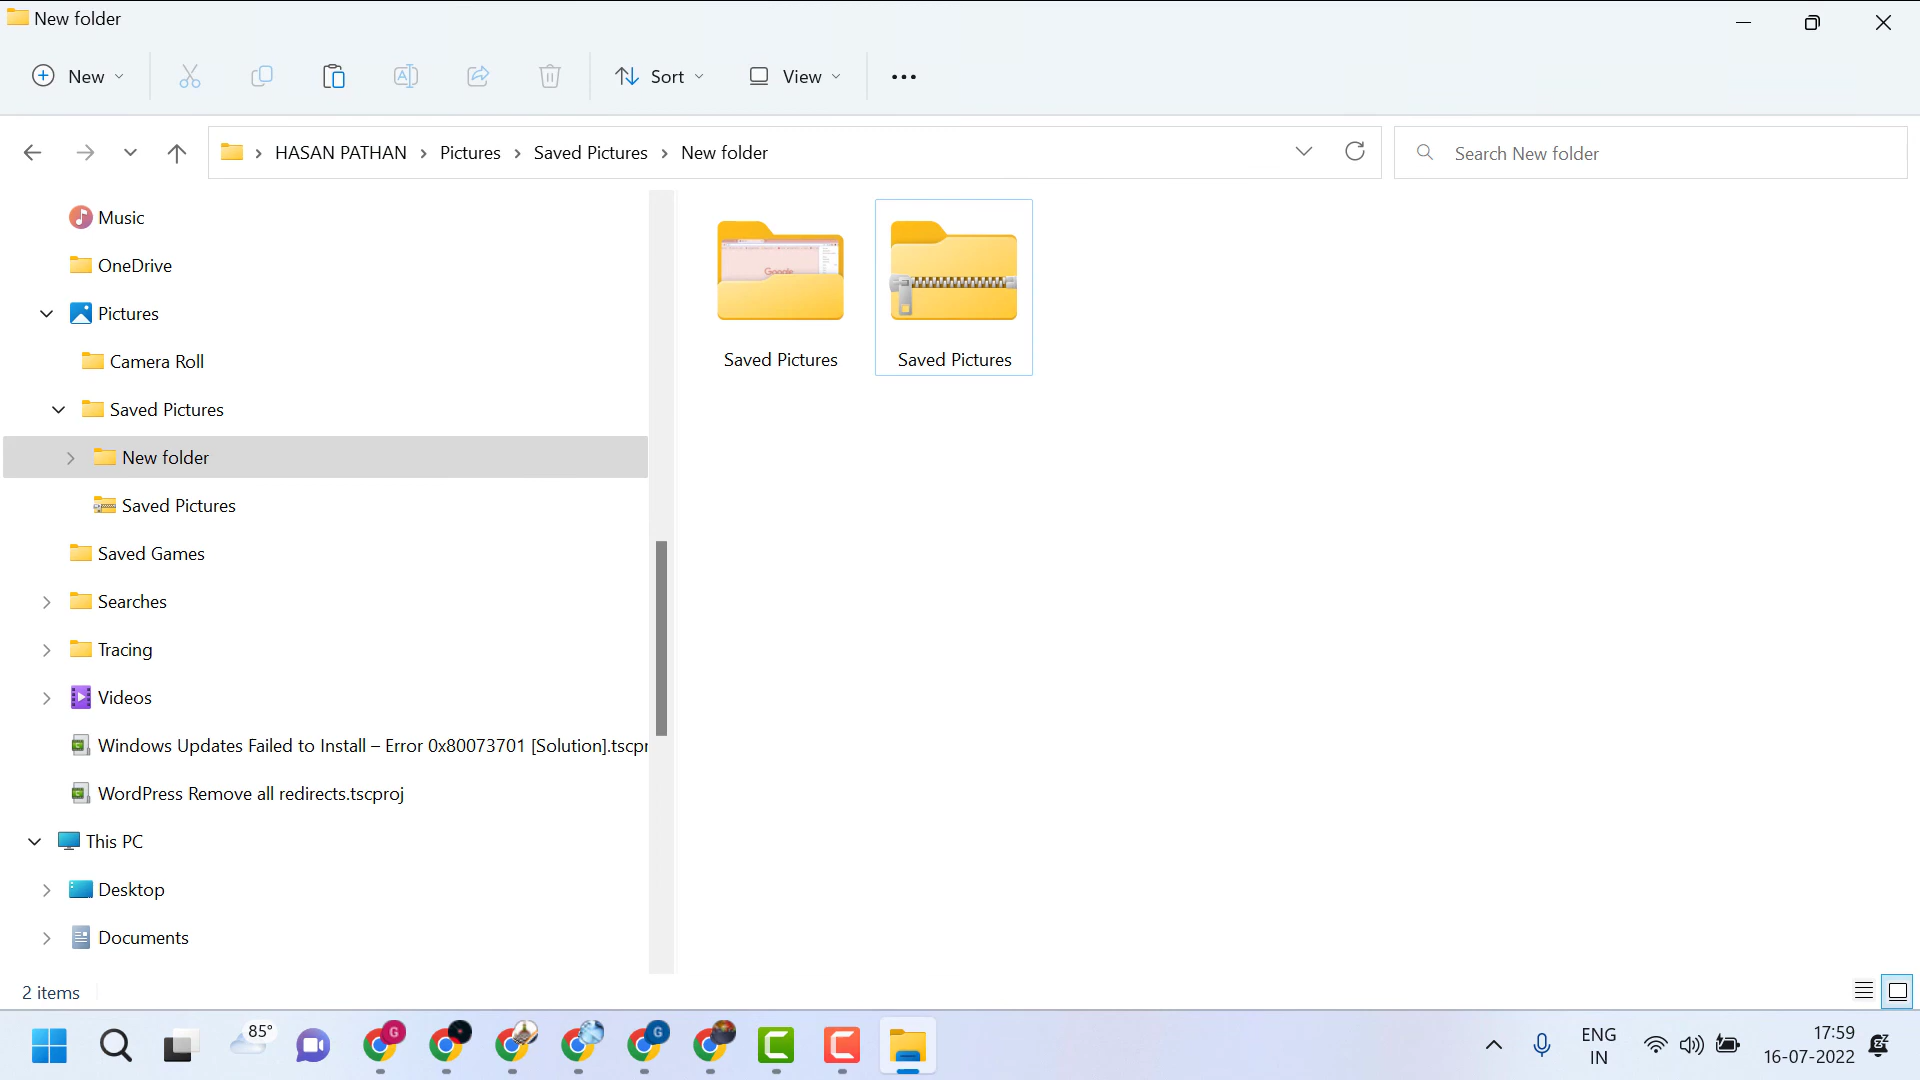 New folder
New
Sort
View
HASAN PATHAN
Pictures
Saved Pictures
New folder
Search New folder
Music
OneDrive
Pictures
Camera Roll
Saved Pictures
New folder
Saved Pictures
Saved Games
Searches
Tracing
Videos
Windows Updates Failed to Install – Error 0x80073701 [Solution].tscpr
WordPress Remove all redirects.tscproj
This PC
Desktop
Documents
Google
Saved Pictures
Saved Pictures
2 items
85°
G
G
ENG
IN
17:59
16-07-2022